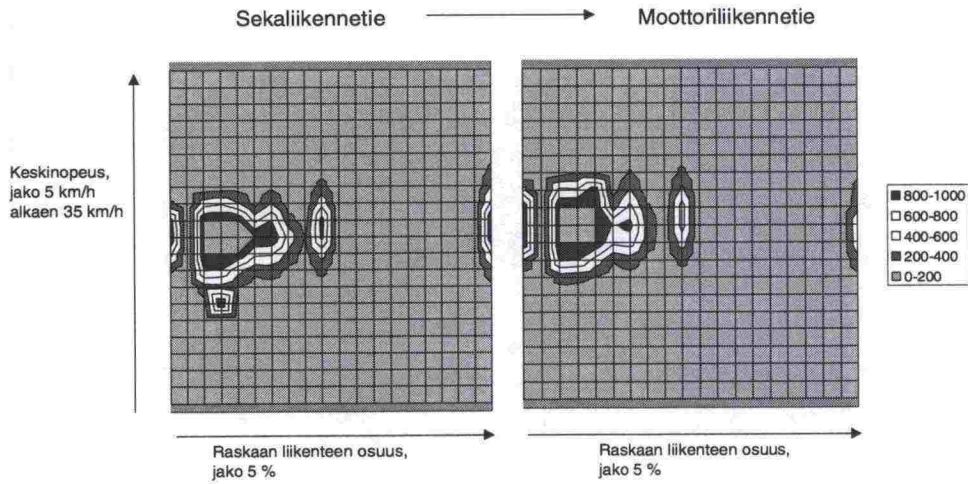 Sekaliikennetie
Moottoriliikennetie
Keskinopeus,
jako 5 km/h
alkaen 35 km/h
800-1000
600-800
400-600
200-400
0-200
Raskaan liikenteen osuus,
jako 5 %
Raskaan liikenteen osuus,
jako 5 %